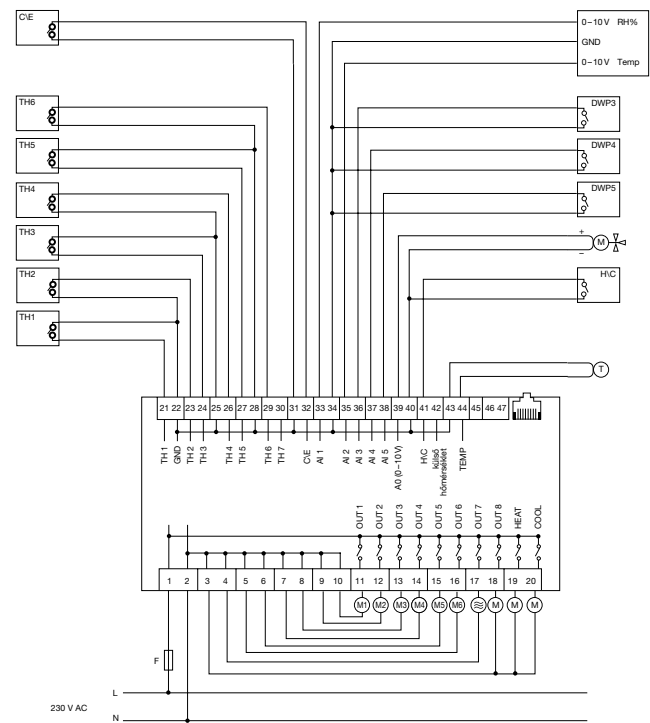 C\E
0–10 V RH%
GND
0–10 V Temp
TH6
DWP3
TH5
DWP4
TH4
DWP5
TH3
+
M
–
TH2
H\C
TH1
T
21 22 23 24 25 26 27 28 29 30 31 32 33 34 35 36 37 38 39 40 41 42 43 44 45 46 47
TH 1
GND
TH 2
TH 3
TH 4
TH 5
TH 6
TH 7
C\E
AI 1
AI 2
AI 3
AI 4
AI 5
A0 (0–10V)
H\C
külső
hőmérséklet
TEMP
OUT 1
OUT 2
OUT 3
OUT 4
OUT 5
OUT 6
OUT 7
OUT 8
HEAT
COOL
1 2 3 4 5 6 7 8 9 10 11 12 13 14 15 16 17 18 19 20
M1 M2 M3 M4 M5 M6 M M M
F
L
230 V AC
N